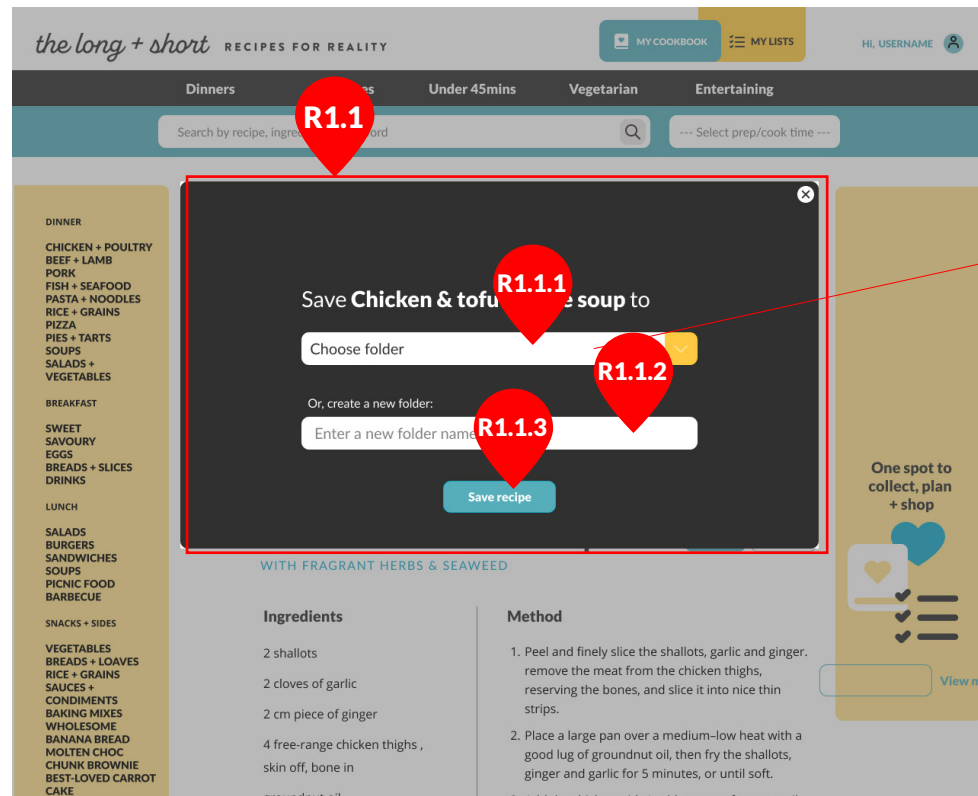 the long + short RECIPES FOR REALITY
MY COOKBOOK
MY LISTS
HI, USERNAME
Dinners
Under 45mins
Vegetarian
Entertaining
R1.1
Search by recipe,
--- Select prep/cook time ---
DINNER
CHICKEN + POULTRY
BEEF + LAMB
PORK
FISH + SEAFOOD
PASTA + NOODLES
RICE + GRAINS
PIZZA
PIES + TARTS
SOUPS
SALADS +
VEGETABLES
BREAKFAST
SWEET
SAVOURY
EGGS
BREADS + SLICES
DRINKS
LUNCH
SALADS
BURGERS
SANDWICHES
SOUPS
PICNIC FOOD
BARBECUE
SNACKS + SIDES
VEGETABLES
BREADS + LOAVES
RICE + GRAINS
SAUCES +
CONDIMENTS
BAKING MIXES
WHOLESOME
BANANA BREAD
MOLTEN CHOC
CHUNK BROWNIE
BEST-LOVED CARROT
CAKE
R1.1.1
Save Chicken & tofu soup to
Choose folder
R1.1.2
Or, create a new folder:
Enter a new folder name
R1.1.3
Save recipe
WITH FRAGRANT HERBS & SEAWEED
Ingredients
2 shallots
2 cloves of garlic
2 cm piece of ginger
4 free-range chicken thighs ,
skin off, bone in
Method
1. Peel and finely slice the shallots, garlic and ginger.
remove the meat from the chicken thighs,
reserving the bones, and slice it into nice thin
strips.
2. Place a large pan over a medium–low heat with a
good lug of groundnut oil, then fry the shallots,
ginger and garlic for 5 minutes, or until soft.
One spot to
collect, plan
+ shop
View